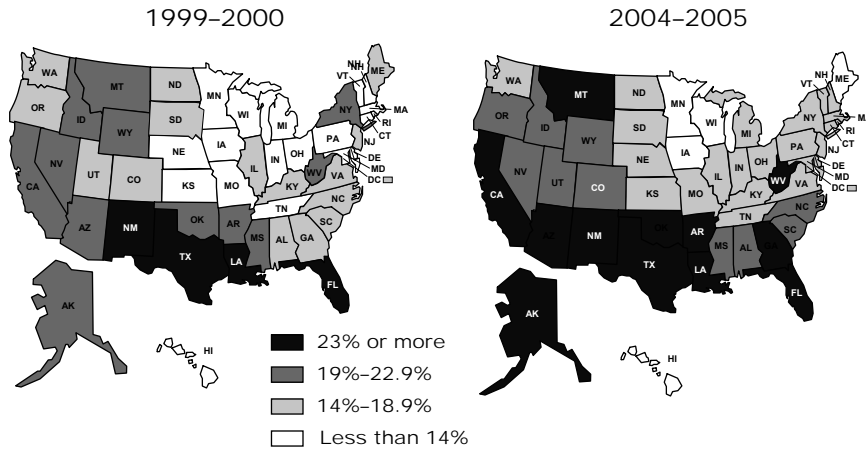 1999–2000
2004–2005
WA
OR
CA
NV
ID
MT
WY
UT
AZ
CO
NM
ND
SD
NE
KS
OK
TX
MN
IA
MO
AR
LA
WI
IL
MI
IN
OH
KY
TN
MS
AL
GA
FL
SC
NC
VA
WV
PA
NY
VT
NH
ME
MA
RI
CT
NJ
DE
MD
DC
AK
HI
WA
OR
CA
NV
ID
MT
WY
UT
AZ
CO
NM
ND
SD
NE
KS
OK
TX
MN
IA
MO
AR
LA
WI
IL
MI
IN
OH
KY
TN
MS
AL
GA
FL
SC
NC
VA
WV
PA
NY
VT
NH
ME
MA
RI
CT
NJ
DE
MD
DC
AK
HI
23% or more
19%–22.9%
14%–18.9%
Less than 14%